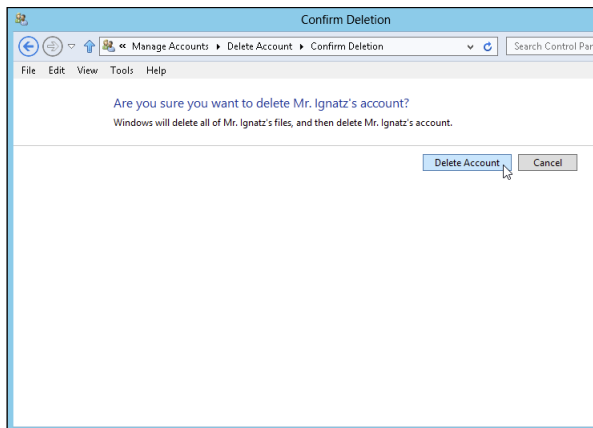 Confirm Deletion
« Manage Accounts ▸ Delete Account ▸ Confirm Deletion
Search Control Par
File Edit View Tools Help
Are you sure you want to delete Mr. Ignatz's account?
Windows will delete all of Mr. Ignatz's files, and then delete Mr. Ignatz's account.
Delete Account Cancel